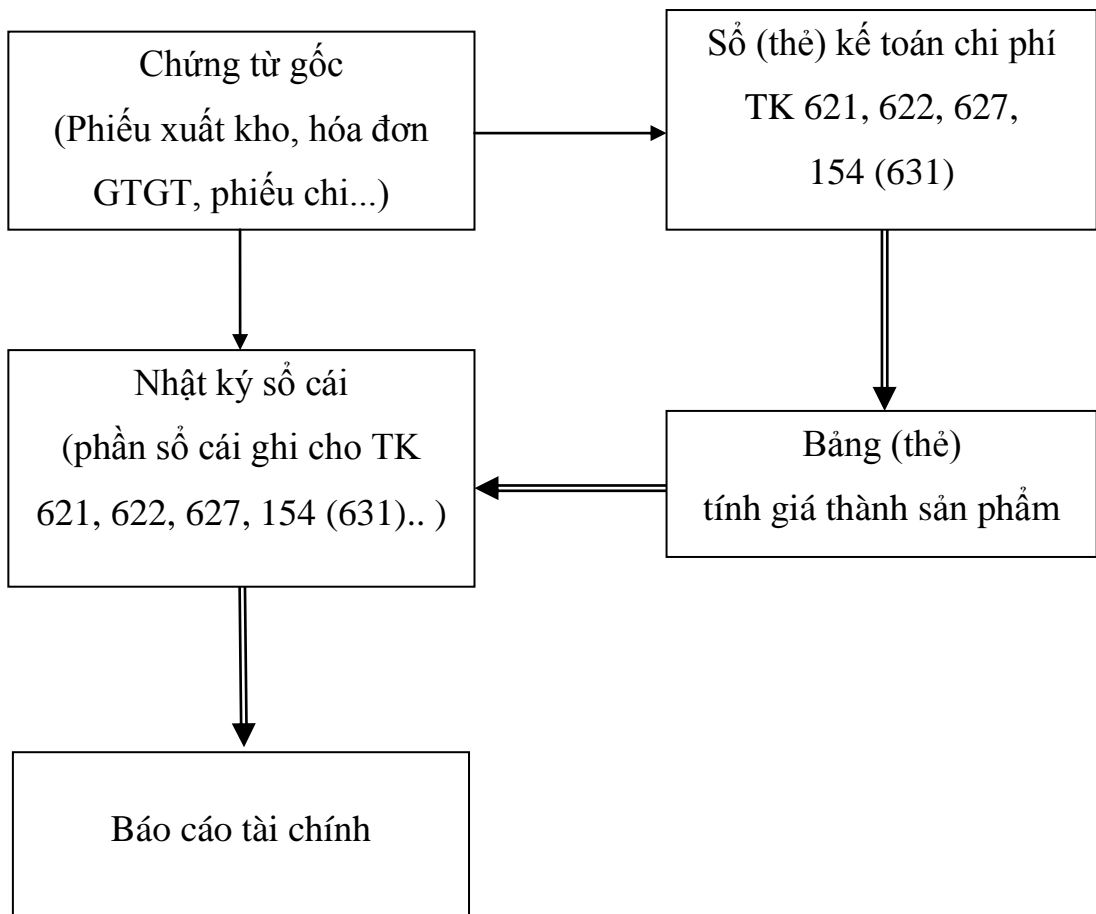 Chứng từ gốc
(Phiếu xuất kho, hóa đơn
GTGT, phiếu chi...)
Sổ (thẻ) kế toán chi phí
TK 621, 622, 627,
154 (631)
Nhật ký sổ cái
(phần sổ cái ghi cho TK
621, 622, 627, 154 (631).. )
Bảng (thẻ)
tính giá thành sản phẩm
Báo cáo tài chính